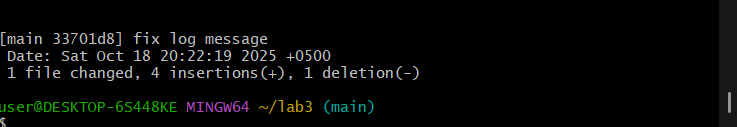 [main 33701d8] fix log message
 Date: Sat Oct 18 20:22:19 2025 +0500
 1 file changed, 4 insertions(+), 1 deletion(-)

user@DESKTOP-6S448KE MINGW64 ~/lab3 (main)
$